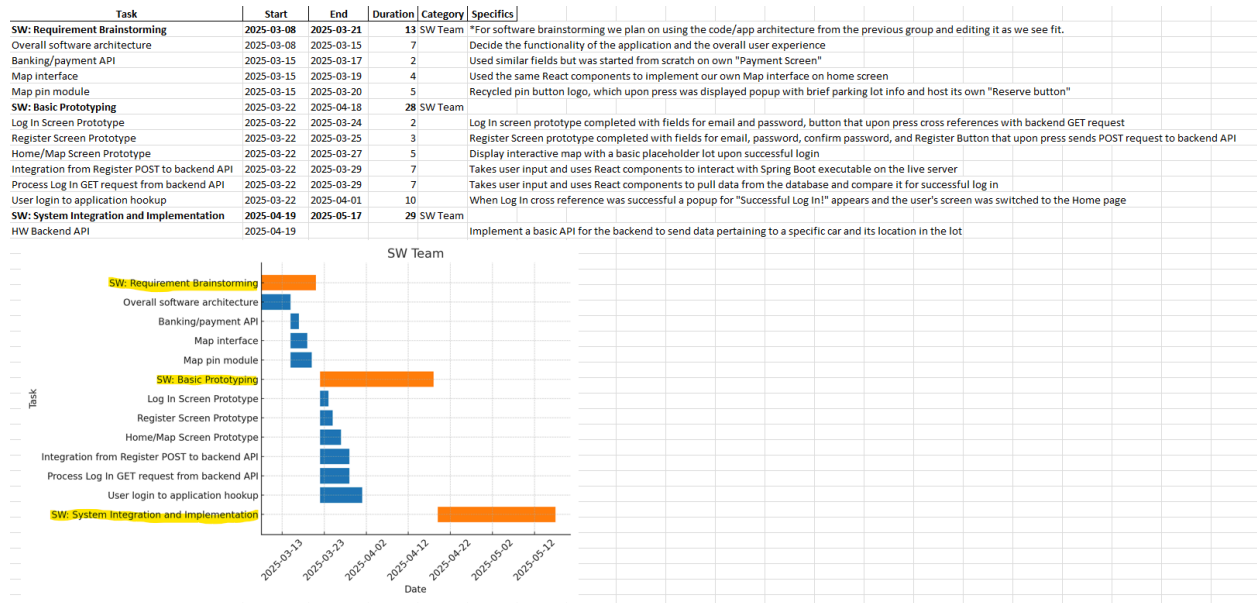 Task Start End Duration Category Specifics
SW: Requirement Brainstorming 2025-03-08 2025-03-21 13 SW Team *For software brainstorming we plan on using the code/app architecture from the previous group and editing it as we see fit.
Overall software architecture 2025-03-08 2025-03-15 7 Decide the functionality of the application and the overall user experience
Banking/payment API 2025-03-15 2025-03-17 2 Used similar fields but was started from scratch on own "Payment Screen"
Map interface 2025-03-15 2025-03-19 4 Used the same React components to implement our own Map interface on home screen
Map pin module 2025-03-15 2025-03-20 5 Recycled pin button logo, which upon press was displayed popup with brief parking lot info and host its own "Reserve button"
SW: Basic Prototyping 2025-03-22 2025-04-18 28 SW Team
Log In Screen Prototype 2025-03-22 2025-03-24 2 Log In screen prototype completed with fields for email and password, button that upon press cross references with backend GET request
Register Screen Prototype 2025-03-22 2025-03-25 3 Register Screen prototype completed with fields for email, password, confirm password, and Register Button that upon press sends POST request to backend API
Home/Map Screen Prototype 2025-03-22 2025-03-27 5 Display interactive map with a basic placeholder lot upon successful login
Integration from Register POST to backend API 2025-03-22 2025-03-29 7 Takes user input and uses React components to interact with Spring Boot executable on the live server
Process Log In GET request from backend API 2025-03-22 2025-03-29 7 Takes user input and uses React components to pull data from the database and compare it for successful log in
User login to application hookup 2025-03-22 2025-04-01 10 When Log In cross reference was successful a popup for "Successful Log In!" appears and the user's screen was switched to the Home page
SW: System Integration and Implementation 2025-04-19 2025-05-17 29 SW Team
HW Backend API 2025-04-19 Implement a basic API for the backend to send data pertaining to a specific car and its location in the lot
SW Team
SW: Requirement Brainstorming
Overall software architecture
Banking/payment API
Map interface
Map pin module
SW: Basic Prototyping
Log In Screen Prototype
Register Screen Prototype
Home/Map Screen Prototype
Integration from Register POST to backend API
Process Log In GET request from backend API
User login to application hookup
SW: System Integration and Implementation
Task
2025-03-13 2025-03-23 2025-04-02 2025-04-12 2025-04-22 2025-05-02 2025-05-12
Date